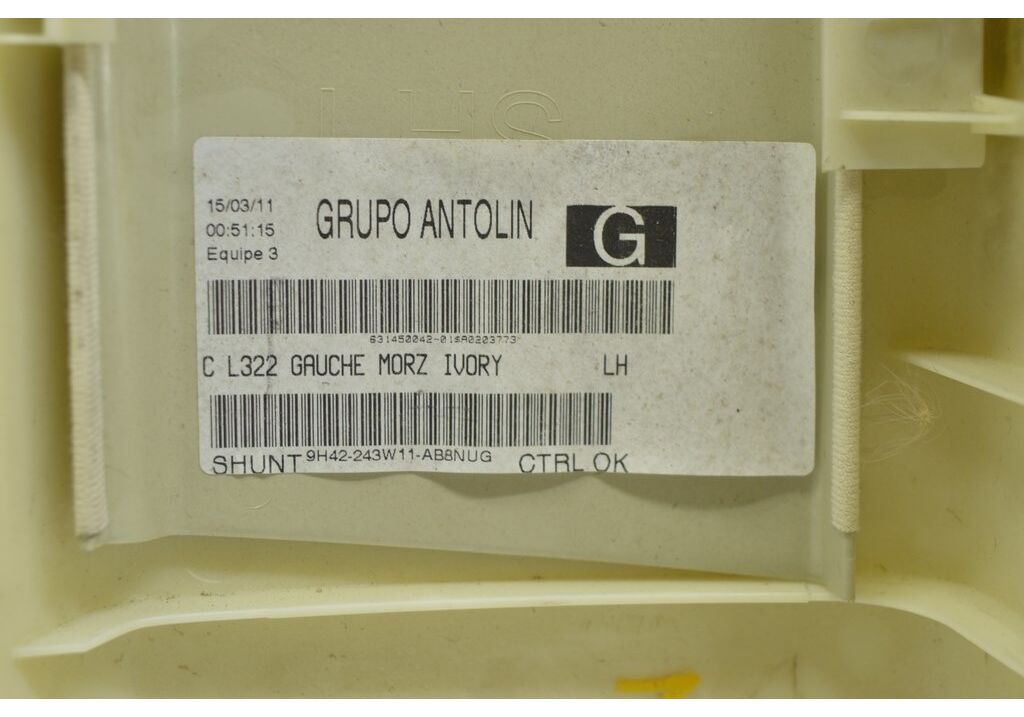 LHS
15/03/11
00:51:15
Equipe 3
GRUPO ANTOLIN
G
631450042-01$A0203773
C L322 GAUCHE MORZ IVORY LH
9H42-243W11-AB8NUG
SHUNT CTRL OK